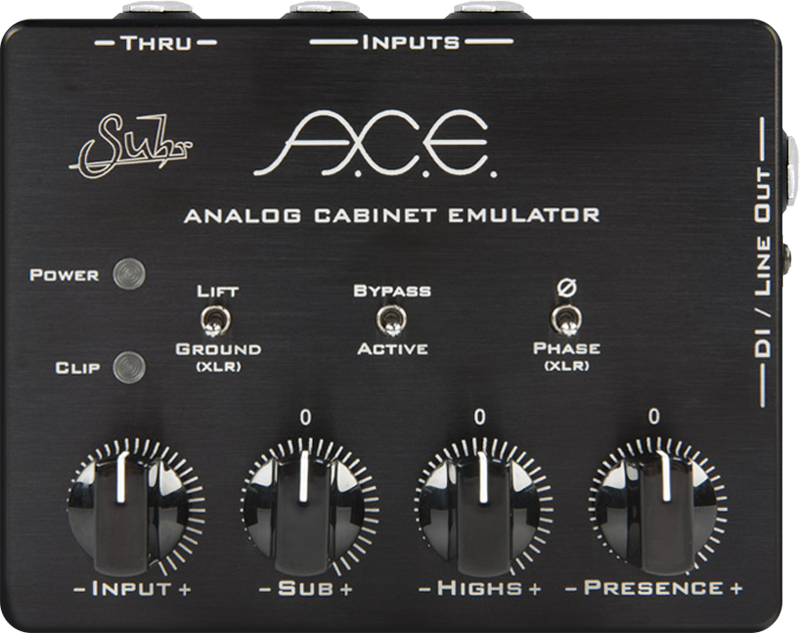 THRU
INPUTS
Suhr
A.C.E.
ANALOG CABINET EMULATOR
DI / LINE OUT
POWER
LIFT
BYPASS
Ø
GROUND
(XLR)
ACTIVE
PHASE
(XLR)
CLIP
0
0
0
- INPUT +
- SUB +
- HIGHS +
- PRESENCE +